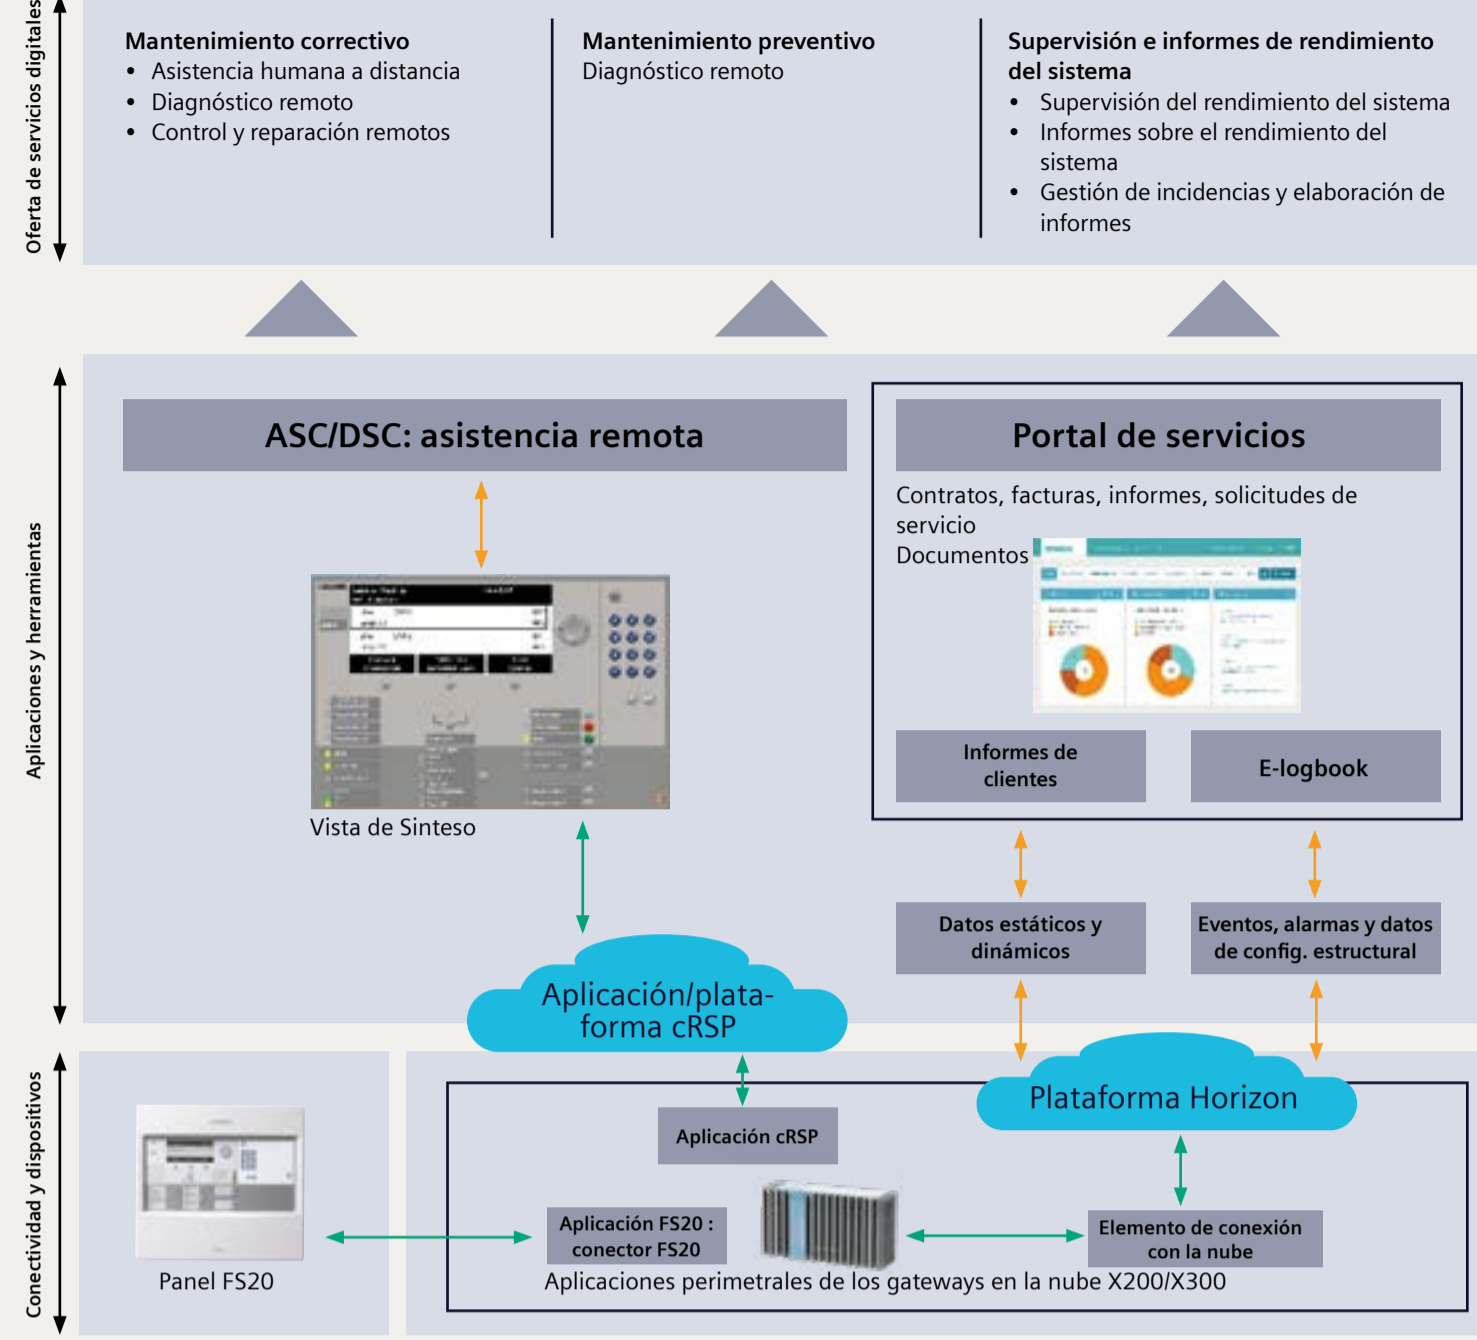 Oferta de servicios digitales
Mantenimiento correctivo
• Asistencia humana a distancia
• Diagnóstico remoto
• Control y reparación remotos
Mantenimiento preventivo
Diagnóstico remoto
Supervisión e informes de rendimiento
del sistema
• Supervisión del rendimiento del sistema
• Informes sobre el rendimiento del
sistema
• Gestión de incidencias y elaboración de
informes
Aplicaciones y herramientas
ASC/DSC: asistencia remota
Vista de Sinteso
Portal de servicios
Contratos, facturas, informes, solicitudes de
servicio
Documentos
Informes de
clientes
E-logbook
Datos estáticos y
dinámicos
Eventos, alarmas y datos
de config. estructural
Aplicación/plata-
forma cRSP
Plataforma Horizon
Conectividad y dispositivos
Panel FS20
Aplicación cRSP
Aplicación FS20 :
conector FS20
Elemento de conexión
con la nube
Aplicaciones perimetrales de los gateways en la nube X200/X300